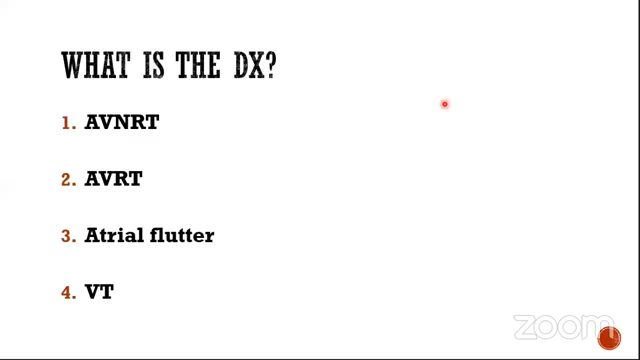 WHAT IS THE DX?
1. AVNRT
2. AVRT
3. Atrial flutter
4. VT
zoom